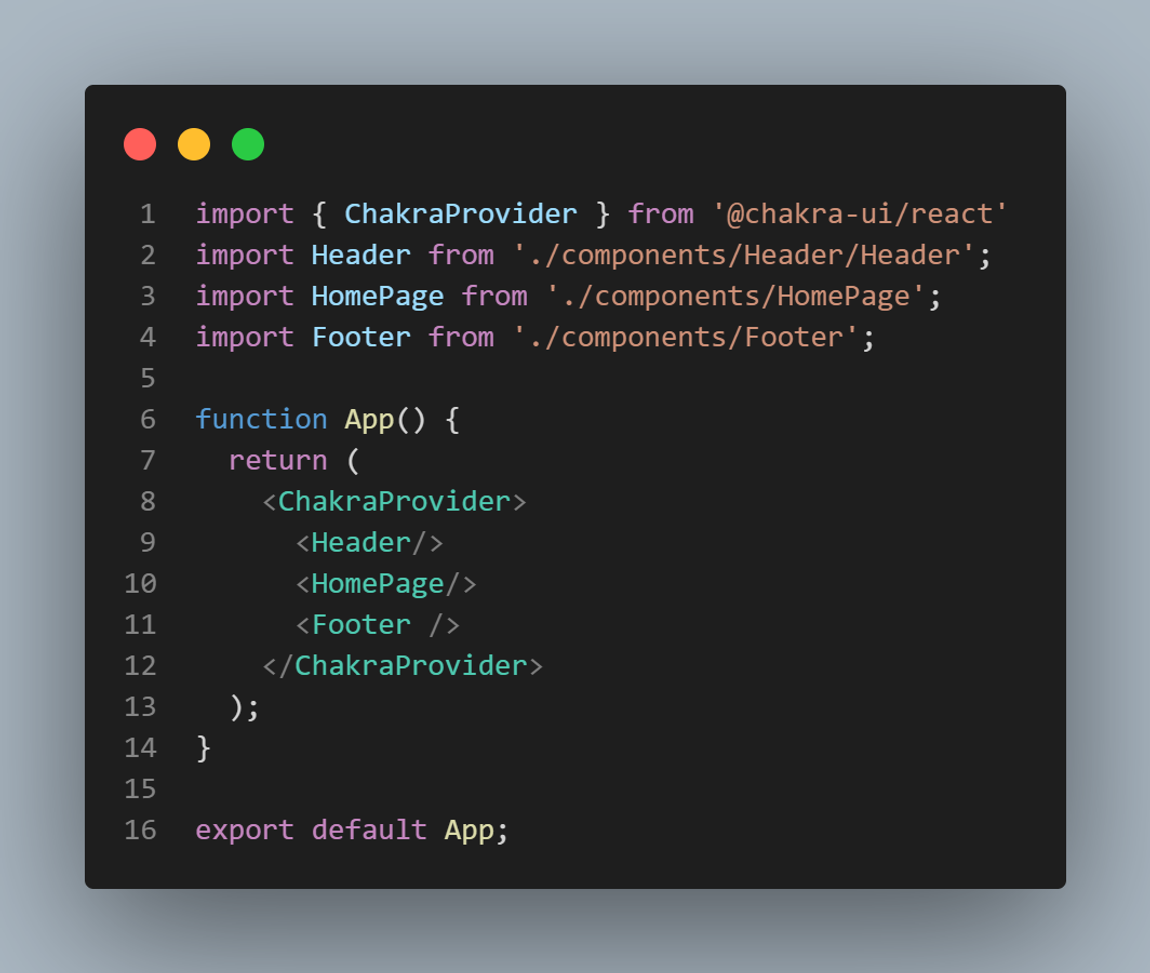 1 import { ChakraProvider } from '@chakra-ui/react'
2 import Header from './components/Header/Header';
3 import HomePage from './components/HomePage';
4 import Footer from './components/Footer';
5
6 function App() {
7   return (
8     <ChakraProvider>
9       <Header/>
10       <HomePage/>
11       <Footer />
12     </ChakraProvider>
13   );
14 }
15
16 export default App;